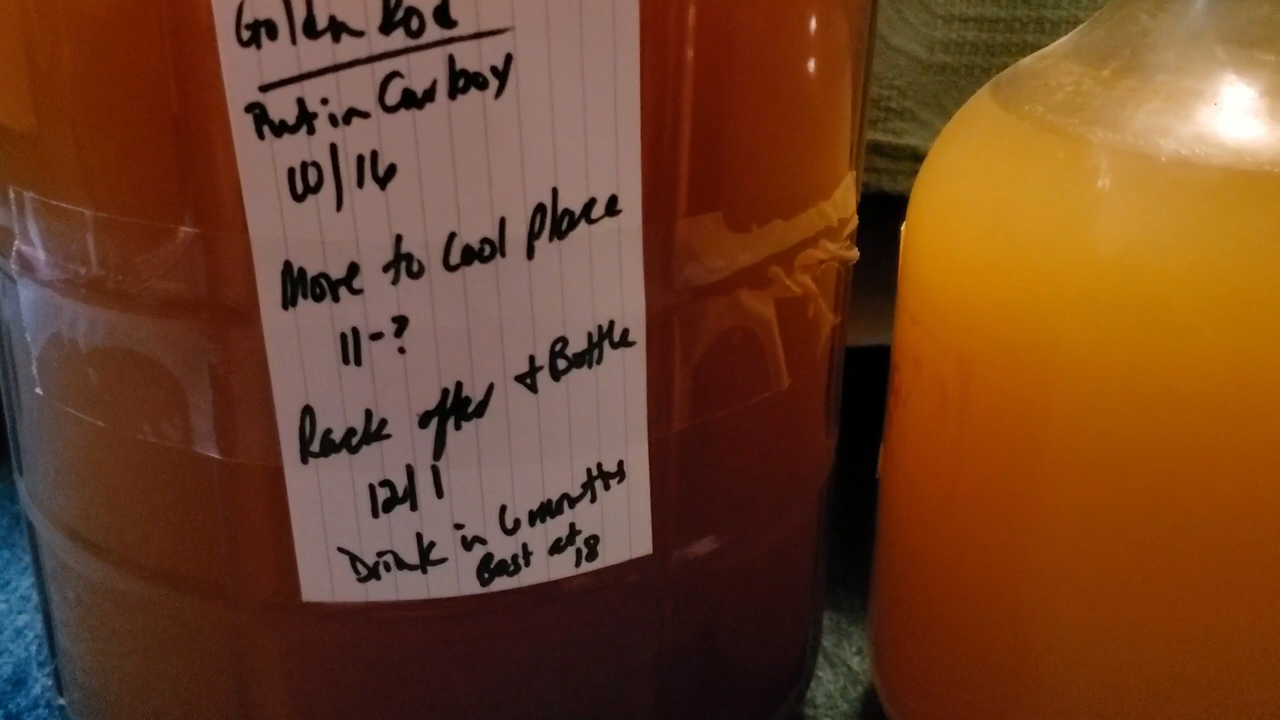 Golden Rod
Put in Carboy
10/16
Move to Cool Place
11-?
Rack after + Bottle
12/1
Drink in 6 months
Best at 18